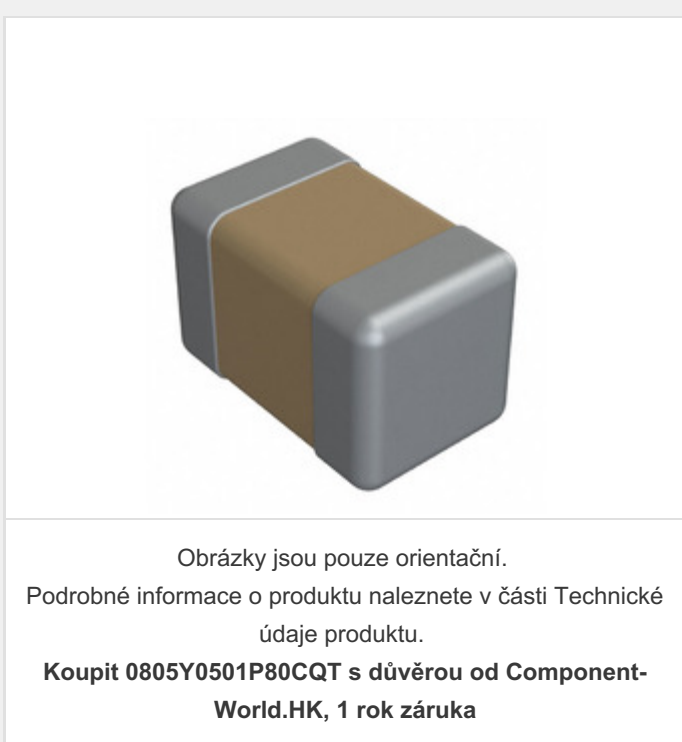 Obrázky jsou pouze orientační.
Podrobné informace o produktu naleznete v části Technické
údaje produktu.
Koupit 0805Y0501P80CQT s důvěrou od Component-
World.HK, 1 rok záruka